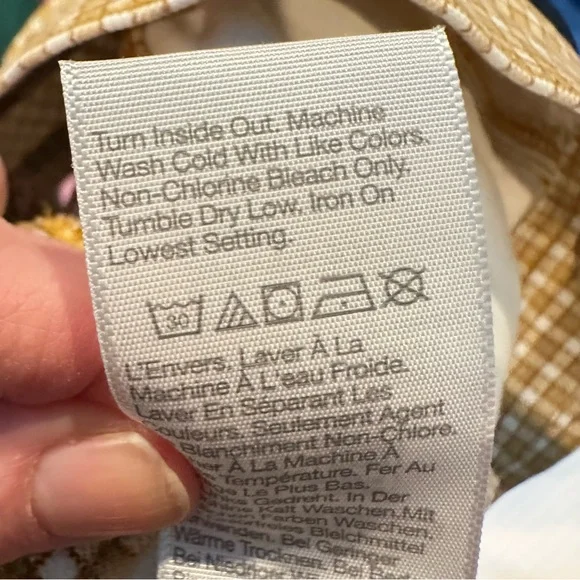 Turn Inside Out. Machine
Wash Cold With Like Colors.
Non-Chlorine Bleach Only.
Tumble Dry Low. Iron On
Lowest Setting.
30
L'Envers. Laver À La
Machine À L'eau Froide.
Laver En Séparant Les
Couleurs. Seulement Agent
Blanchiment Non-Chlore.
À La Machine À
Température. Fer Au
Le Plus Bas.
Gedreht. In Der
Kalt Waschen.Mit
Farben Waschen.
Bleichmittel
Bei Geringer
Wärme Trocknen. Bei
Bei Niedriger